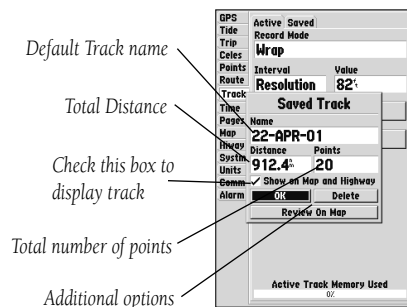 Default Track name
Total Distance
Check this box to
display track
Total number of points
Additional options
GPS
Tide
Trip
Celes
Points
Route
Track
Time
Pages
Map
Hiway
Systm
Units
Comm
Alarm
Active Saved
Record Mode
Wrap
Interval Value
Resolution 82
Saved Track
Name
22-APR-01
Distance Points
912.4 20
Show on Map and Highway
OK Delete
Review On Map
Active Track Memory Used
0%